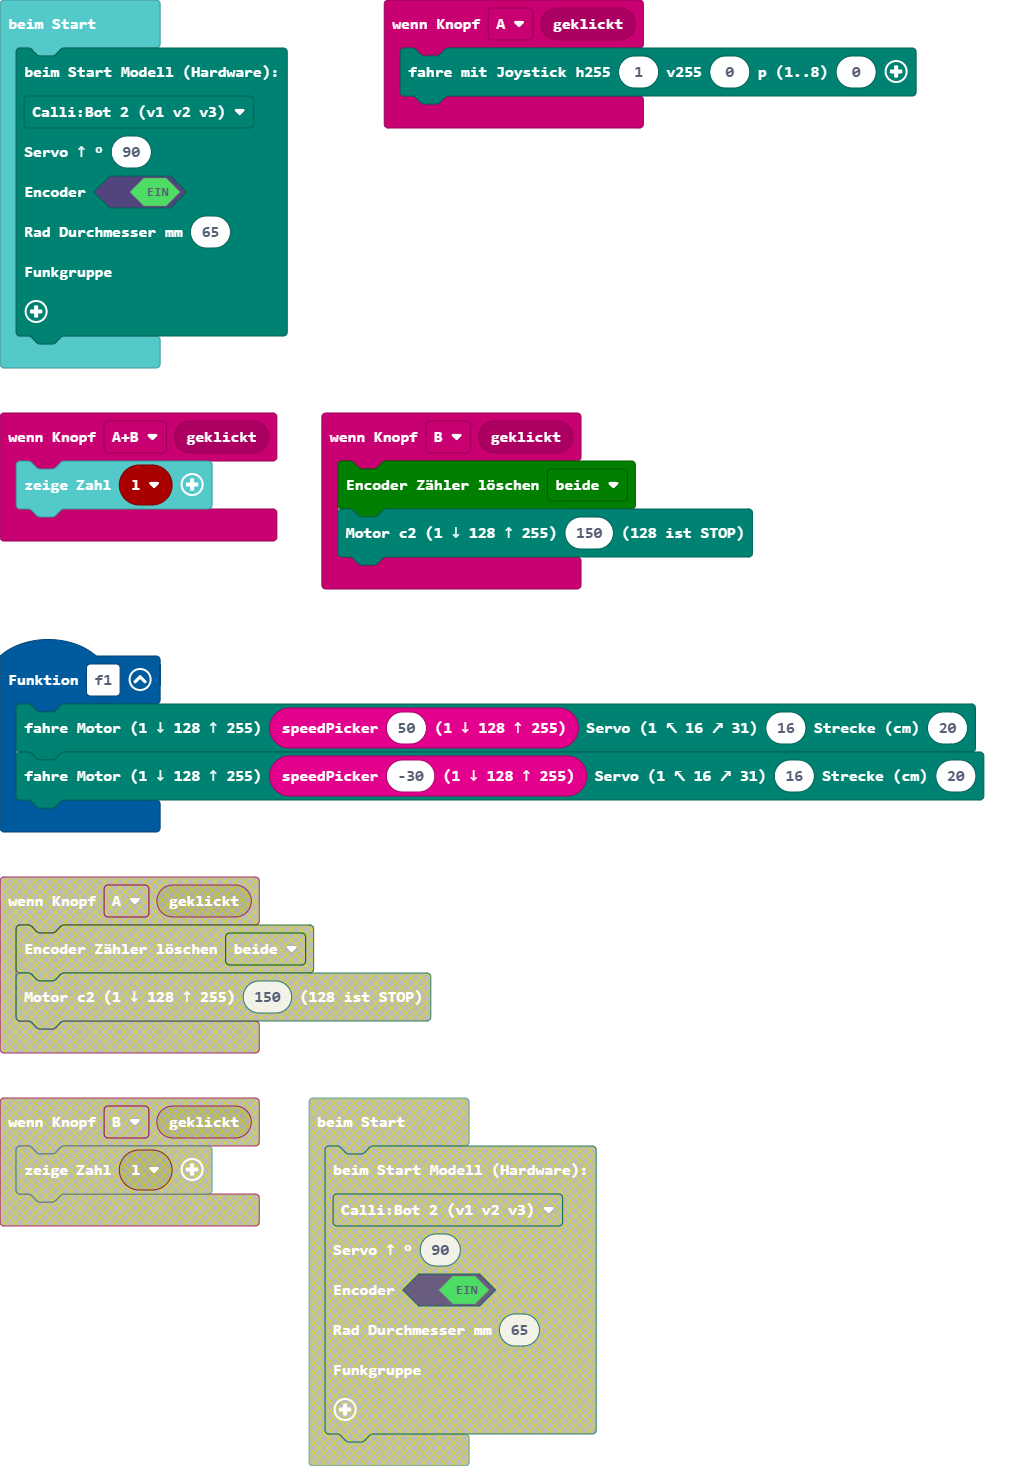 beim Start
beim Start Modell (Hardware):
Calli:Bot 2 (v1 v2 v3)
Servo ↑ º 90
Encoder EIN
Rad Durchmesser mm 65
Funkgruppe
wenn Knopf A geklickt
fahre mit Joystick h255 1 v255 0 p (1..8) 0
wenn Knopf A+B geklickt
zeige Zahl l
wenn Knopf B geklickt
Encoder Zähler löschen beide
Motor c2 (1 ↓ 128 ↑ 255) 150 (128 ist STOP)
Funktion f1
fahre Motor (1 ↓ 128 ↑ 255) speedPicker 50 (1 ↓ 128 ↑ 255) Servo (1 ↖ 16 ↗ 31) 16 Strecke (cm) 20
fahre Motor (1 ↓ 128 ↑ 255) speedPicker -30 (1 ↓ 128 ↑ 255) Servo (1 ↖ 16 ↗ 31) 16 Strecke (cm) 20
wenn Knopf A geklickt
Encoder Zähler löschen beide
Motor c2 (1 ↓ 128 ↑ 255) 150 (128 ist STOP)
wenn Knopf B geklickt
zeige Zahl l
beim Start
beim Start Modell (Hardware):
Calli:Bot 2 (v1 v2 v3)
Servo ↑ º 90
Encoder EIN
Rad Durchmesser mm 65
Funkgruppe